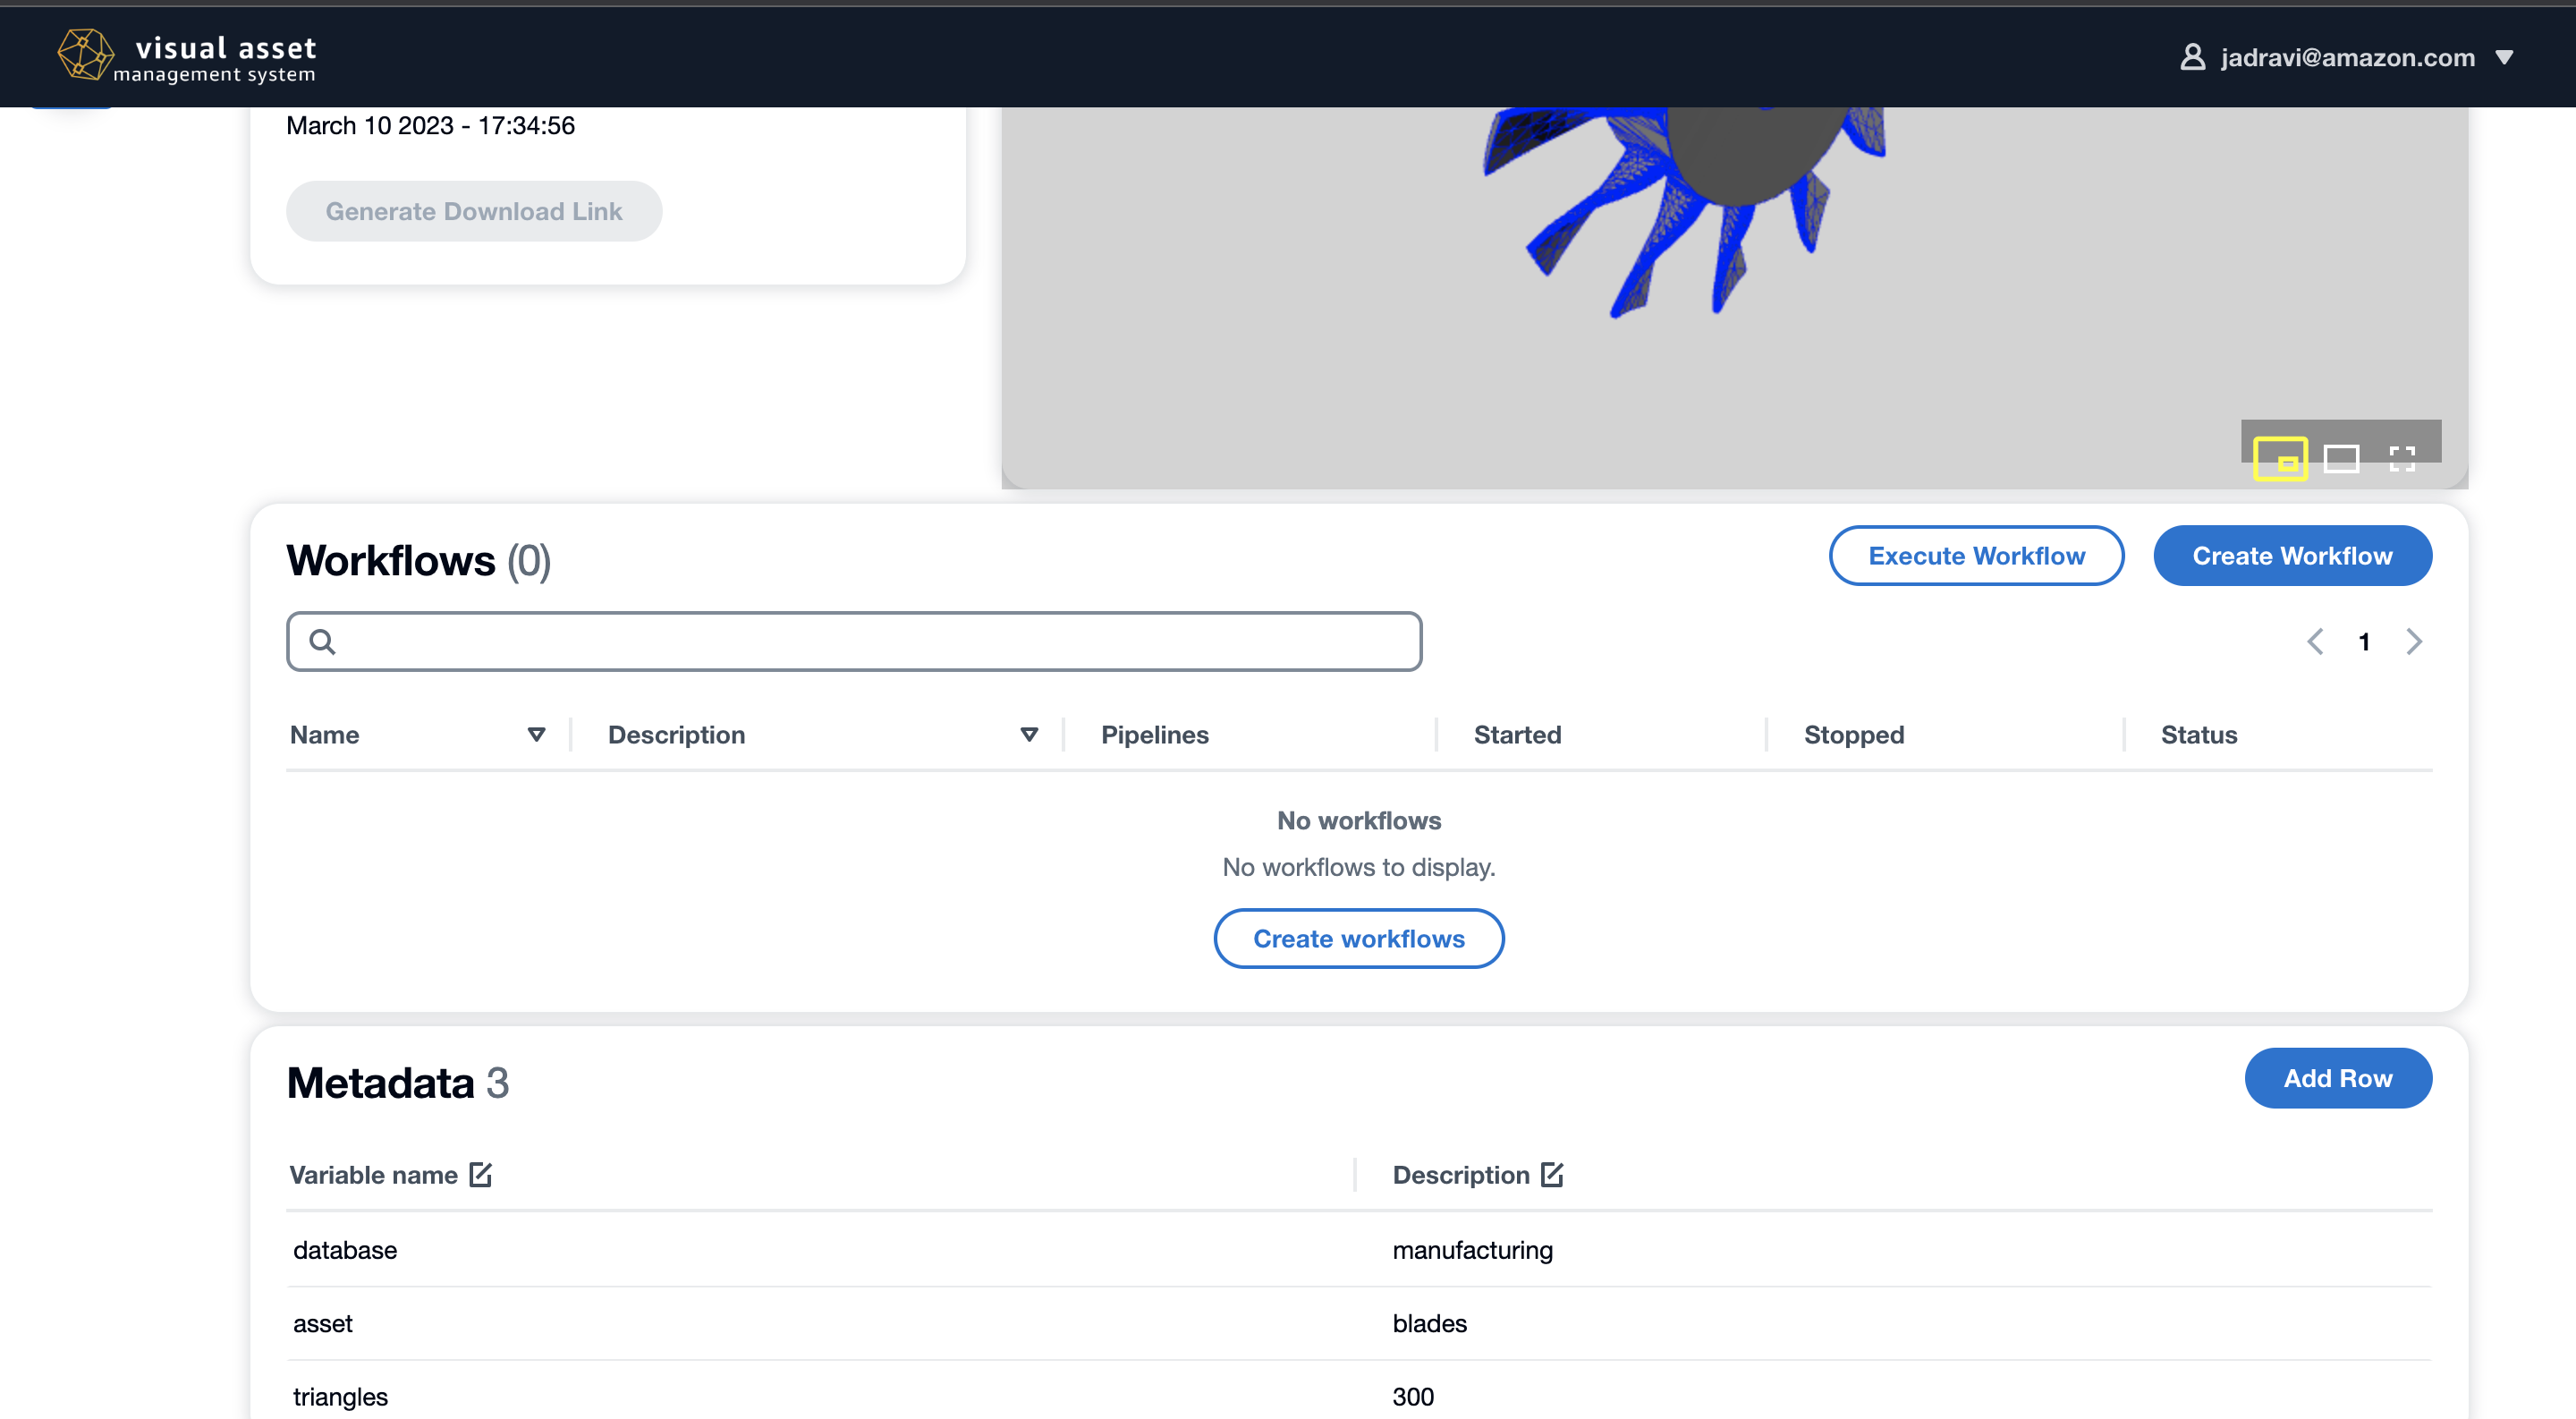 visual asset
management system
jadravi@amazon.com
March 10 2023 - 17:34:56
Generate Download Link
Workflows (0)
Execute Workflow
Create Workflow
1
Name
Description
Pipelines
Started
Stopped
Status
No workflows
No workflows to display.
Create workflows
Metadata 3
Add Row
Variable name
Description
database
manufacturing
asset
blades
triangles
300